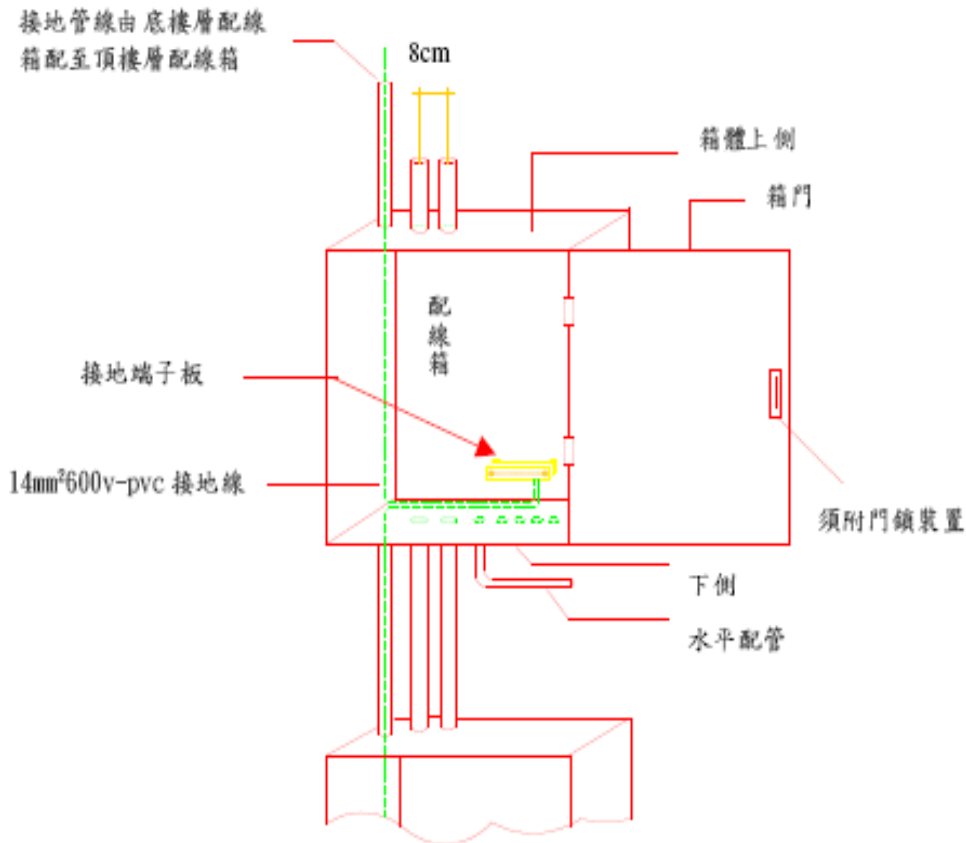 接地管線由底樓層配線
箱配至頂樓層配線箱
8cm
箱體上側
箱門
配
線
箱
接地端子板
14mm²600v-pvc 接地線
須附門鎖裝置
下側
水平配管